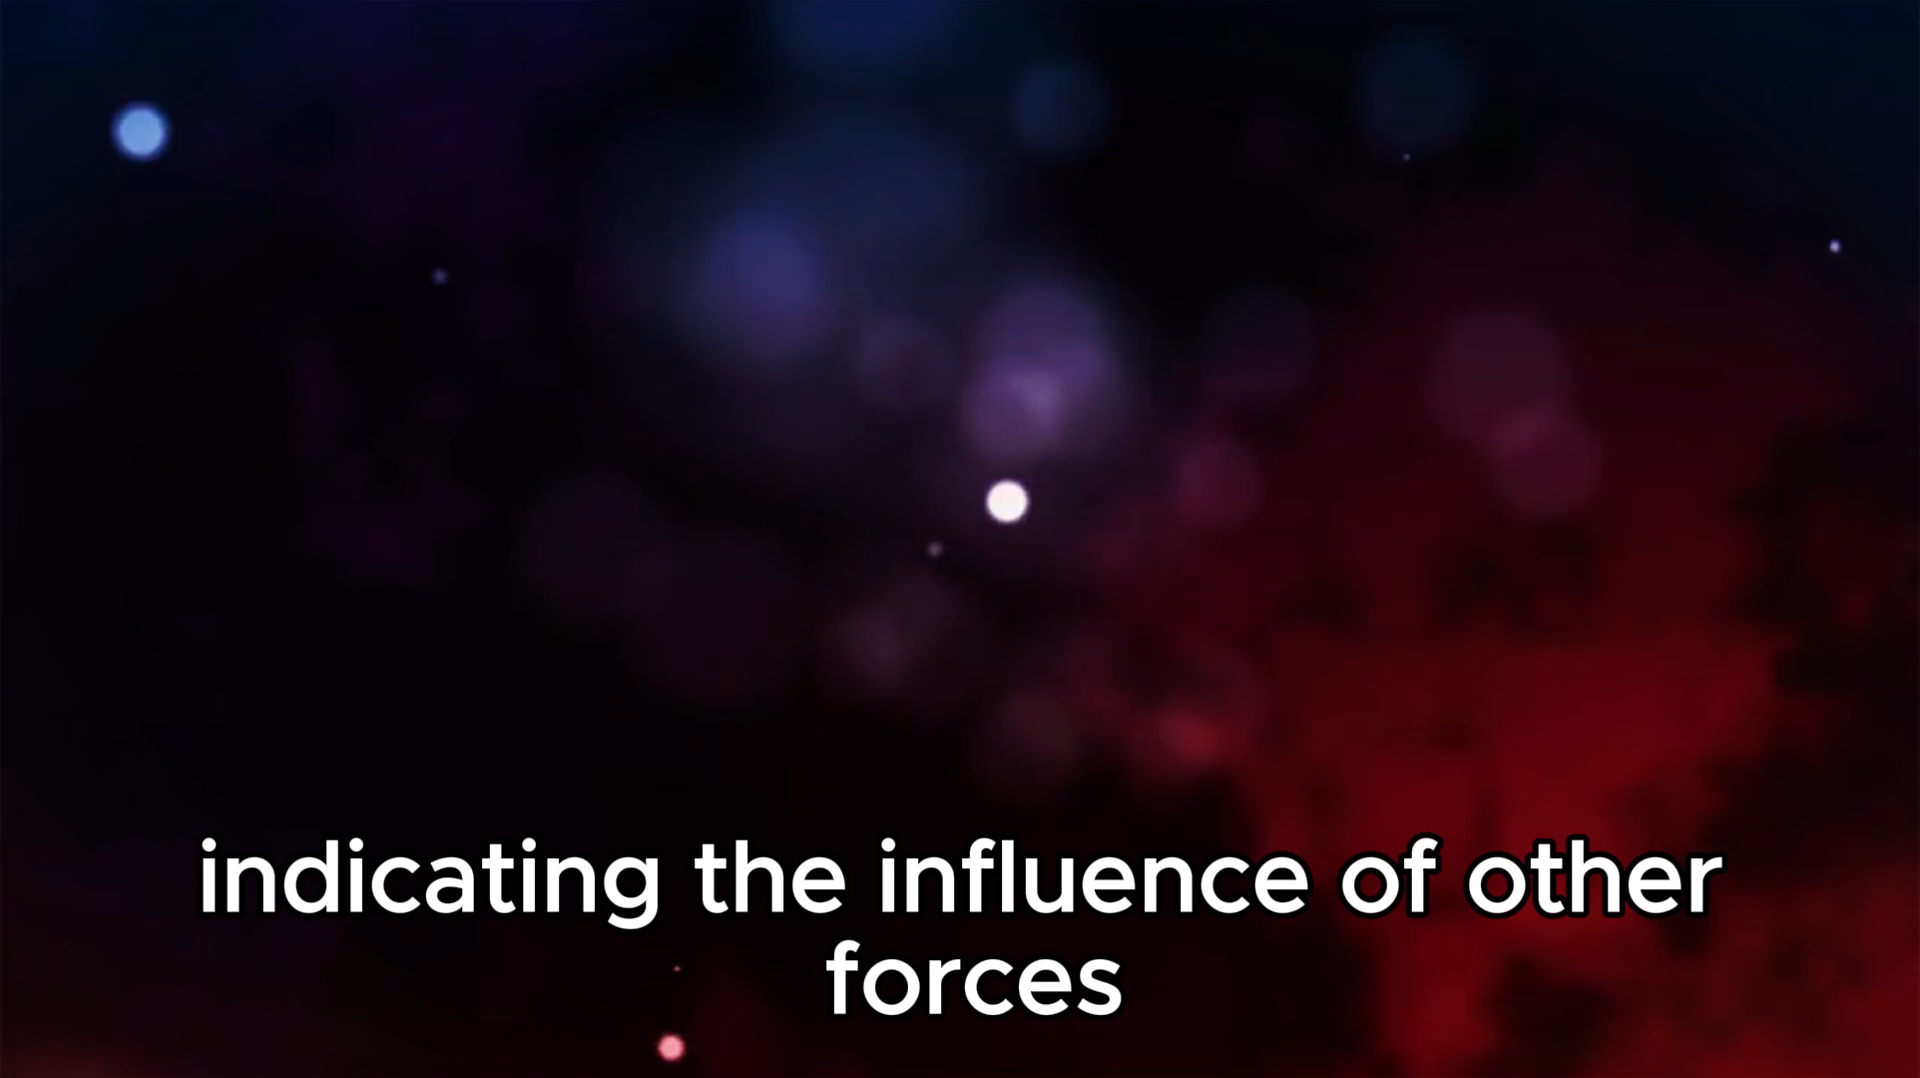 indicating the influence of other
forces